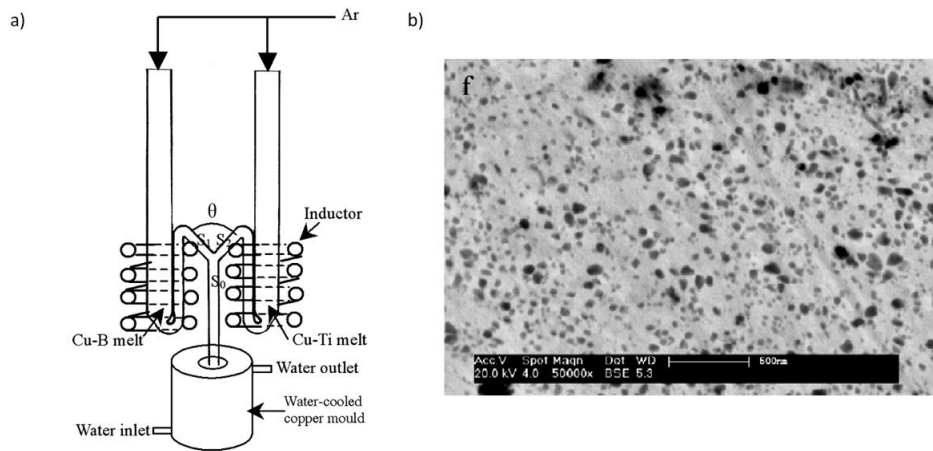 a)
Ar
b)
f
θ
Inductor
S₁ S₂
S₀
Cu-B melt
Cu-Ti melt
Water outlet
Water-cooled
copper mould
Water inlet
Acc.V Spot Magn Det WD 500nm
20.0 kV 4.0 50000x BSE 5.3